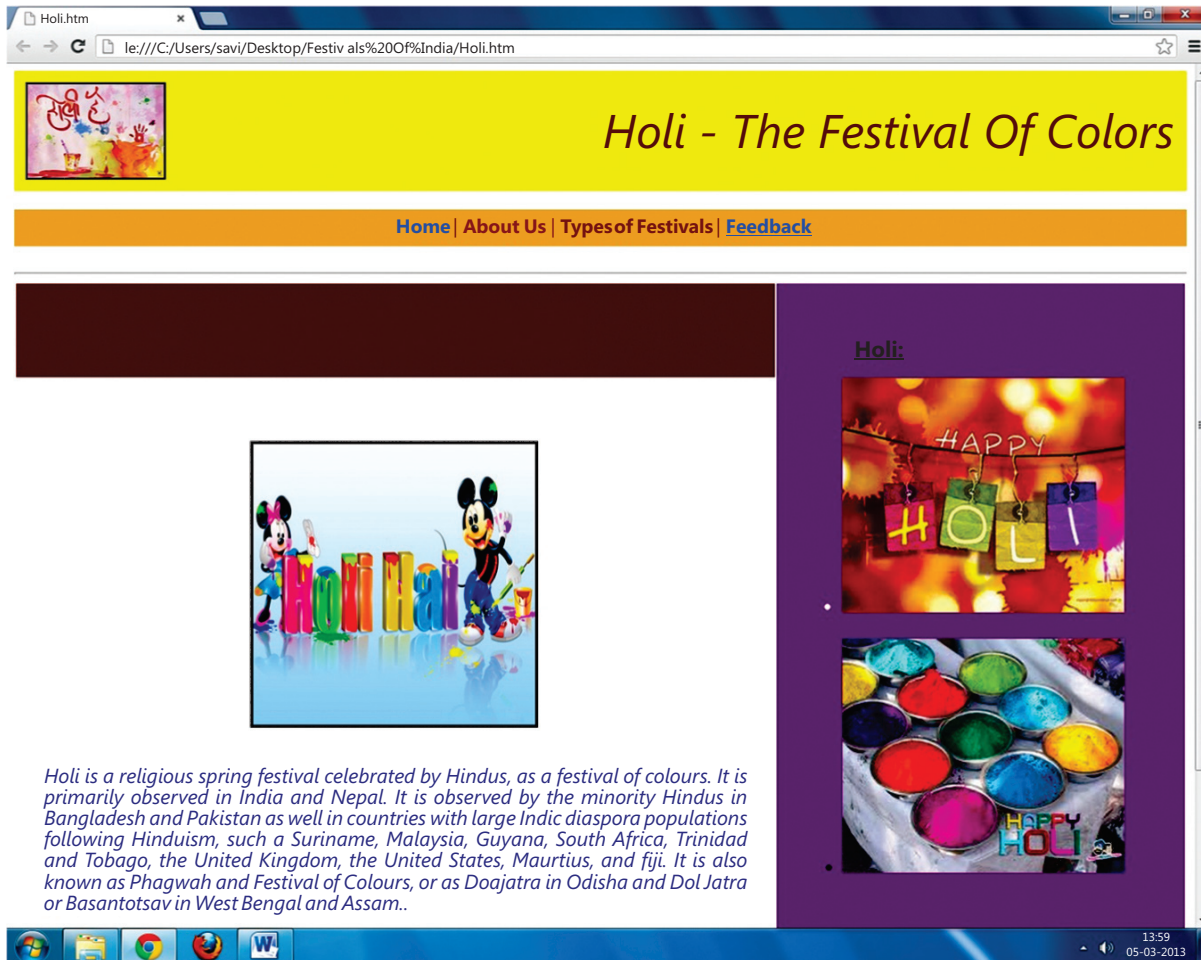 Holi.htm
le:///C:/Users/savi/Desktop/Festiv als%20Of%India/Holi.htm
होली है
Holi - The Festival Of Colors
Home | About Us | Types of Festivals | Feedback
Holi:
HAPPY
HOLI
Holi Hai
HAPPY
HOLI
Holi is a religious spring festival celebrated by Hindus, as a festival of colours. It is
primarily observed in India and Nepal. It is observed by the minority Hindus in
Bangladesh and Pakistan as well in countries with large Indic diaspora populations
following Hinduism, such a Suriname, Malaysia, Guyana, South Africa, Trinidad
and Tobago, the United Kingdom, the United States, Maurtius, and fiji. It is also
known as Phagwah and Festival of Colours, or as Doajatra in Odisha and Dol Jatra
or Basantotsav in West Bengal and Assam..
W
13:59
05-03-2013